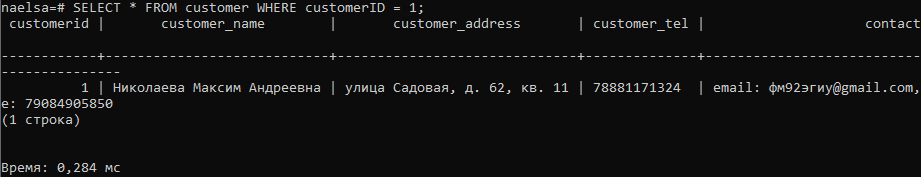 naelsa=# SELECT * FROM customer WHERE customerID = 1;
customerid | customer_name | customer_address | customer_tel | contact
------------+----------------------------+-------------------------------+--------------+----------------------------
---------------
1 | Николаева Максим Андреевна | улица Садовая, д. 62, кв. 11 | 78881171324 | email: фм92эгиу@gmail.com,
е: 79084905850
(1 строка)
Время: 0,284 мс